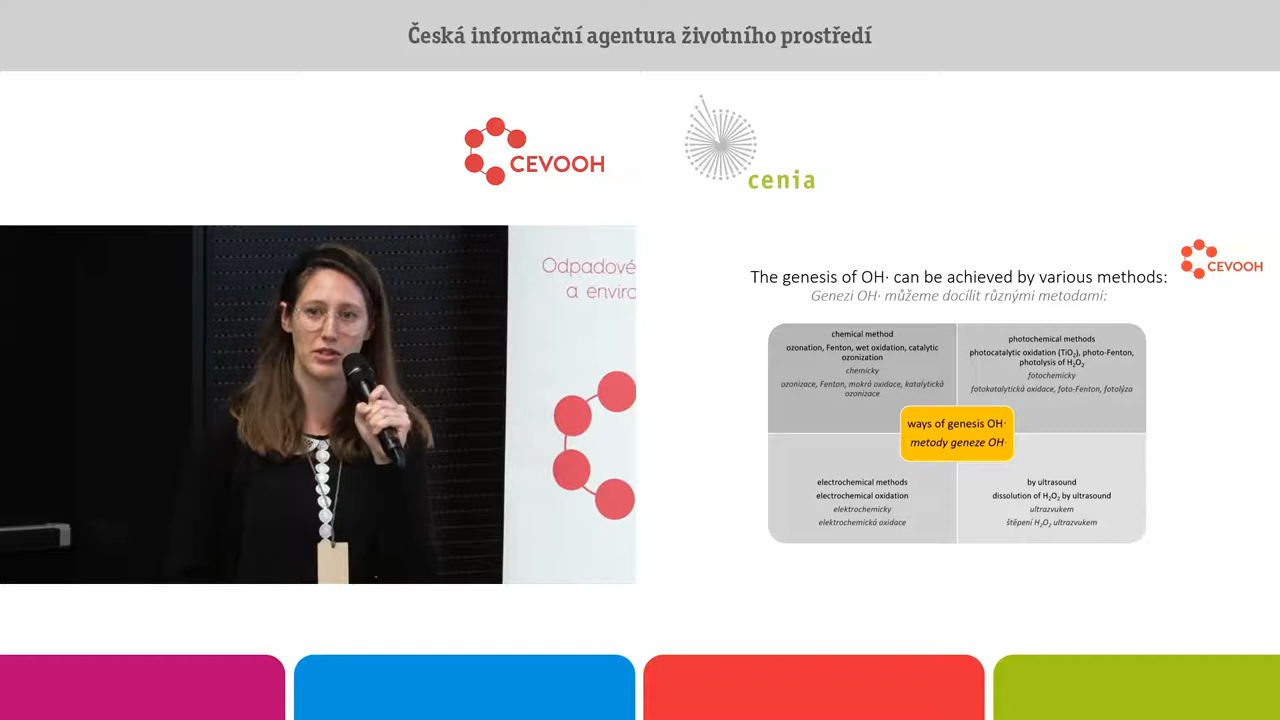 Česká informační agentura životního prostředí
CEVOOH
cenia
Odpadové
a enviro
CEVOOH
The genesis of OH· can be achieved by various methods:
Genezi OH· můžeme docílit různými metodami:
chemical method
ozonation, Fenton, wet oxidation, catalytic
ozonization
chemicky
ozonizace, Fenton, mokrá oxidace, katalytická
ozonizace
photochemical methods
photocatalytic oxidation (TiO₂), photo-Fenton,
photolysis of H₂O₂
fotochemicky
fotokatalytická oxidace, foto-Fenton, fotolýza
ways of genesis OH·
metody geneze OH·
electrochemical methods
electrochemical oxidation
elektrochemicky
elektrochemická oxidace
by ultrasound
dissolution of H₂O₂ by ultrasound
ultrazvukem
štěpení H₂O₂ ultrazvukem